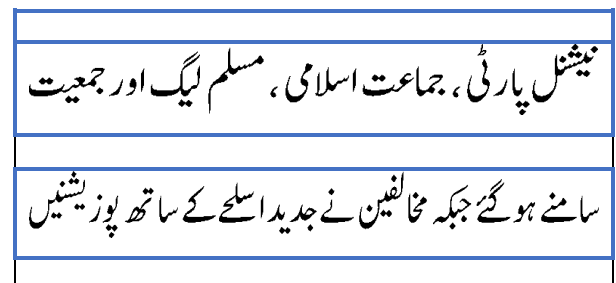 نیشنل پارٹی ، جماعت اسلامی ، مسلم لیگ اور جمعیت
سامنے ہو گئے جبکہ مخالفین نے جدید اسلحے کے ساتھ پوزیشنیں